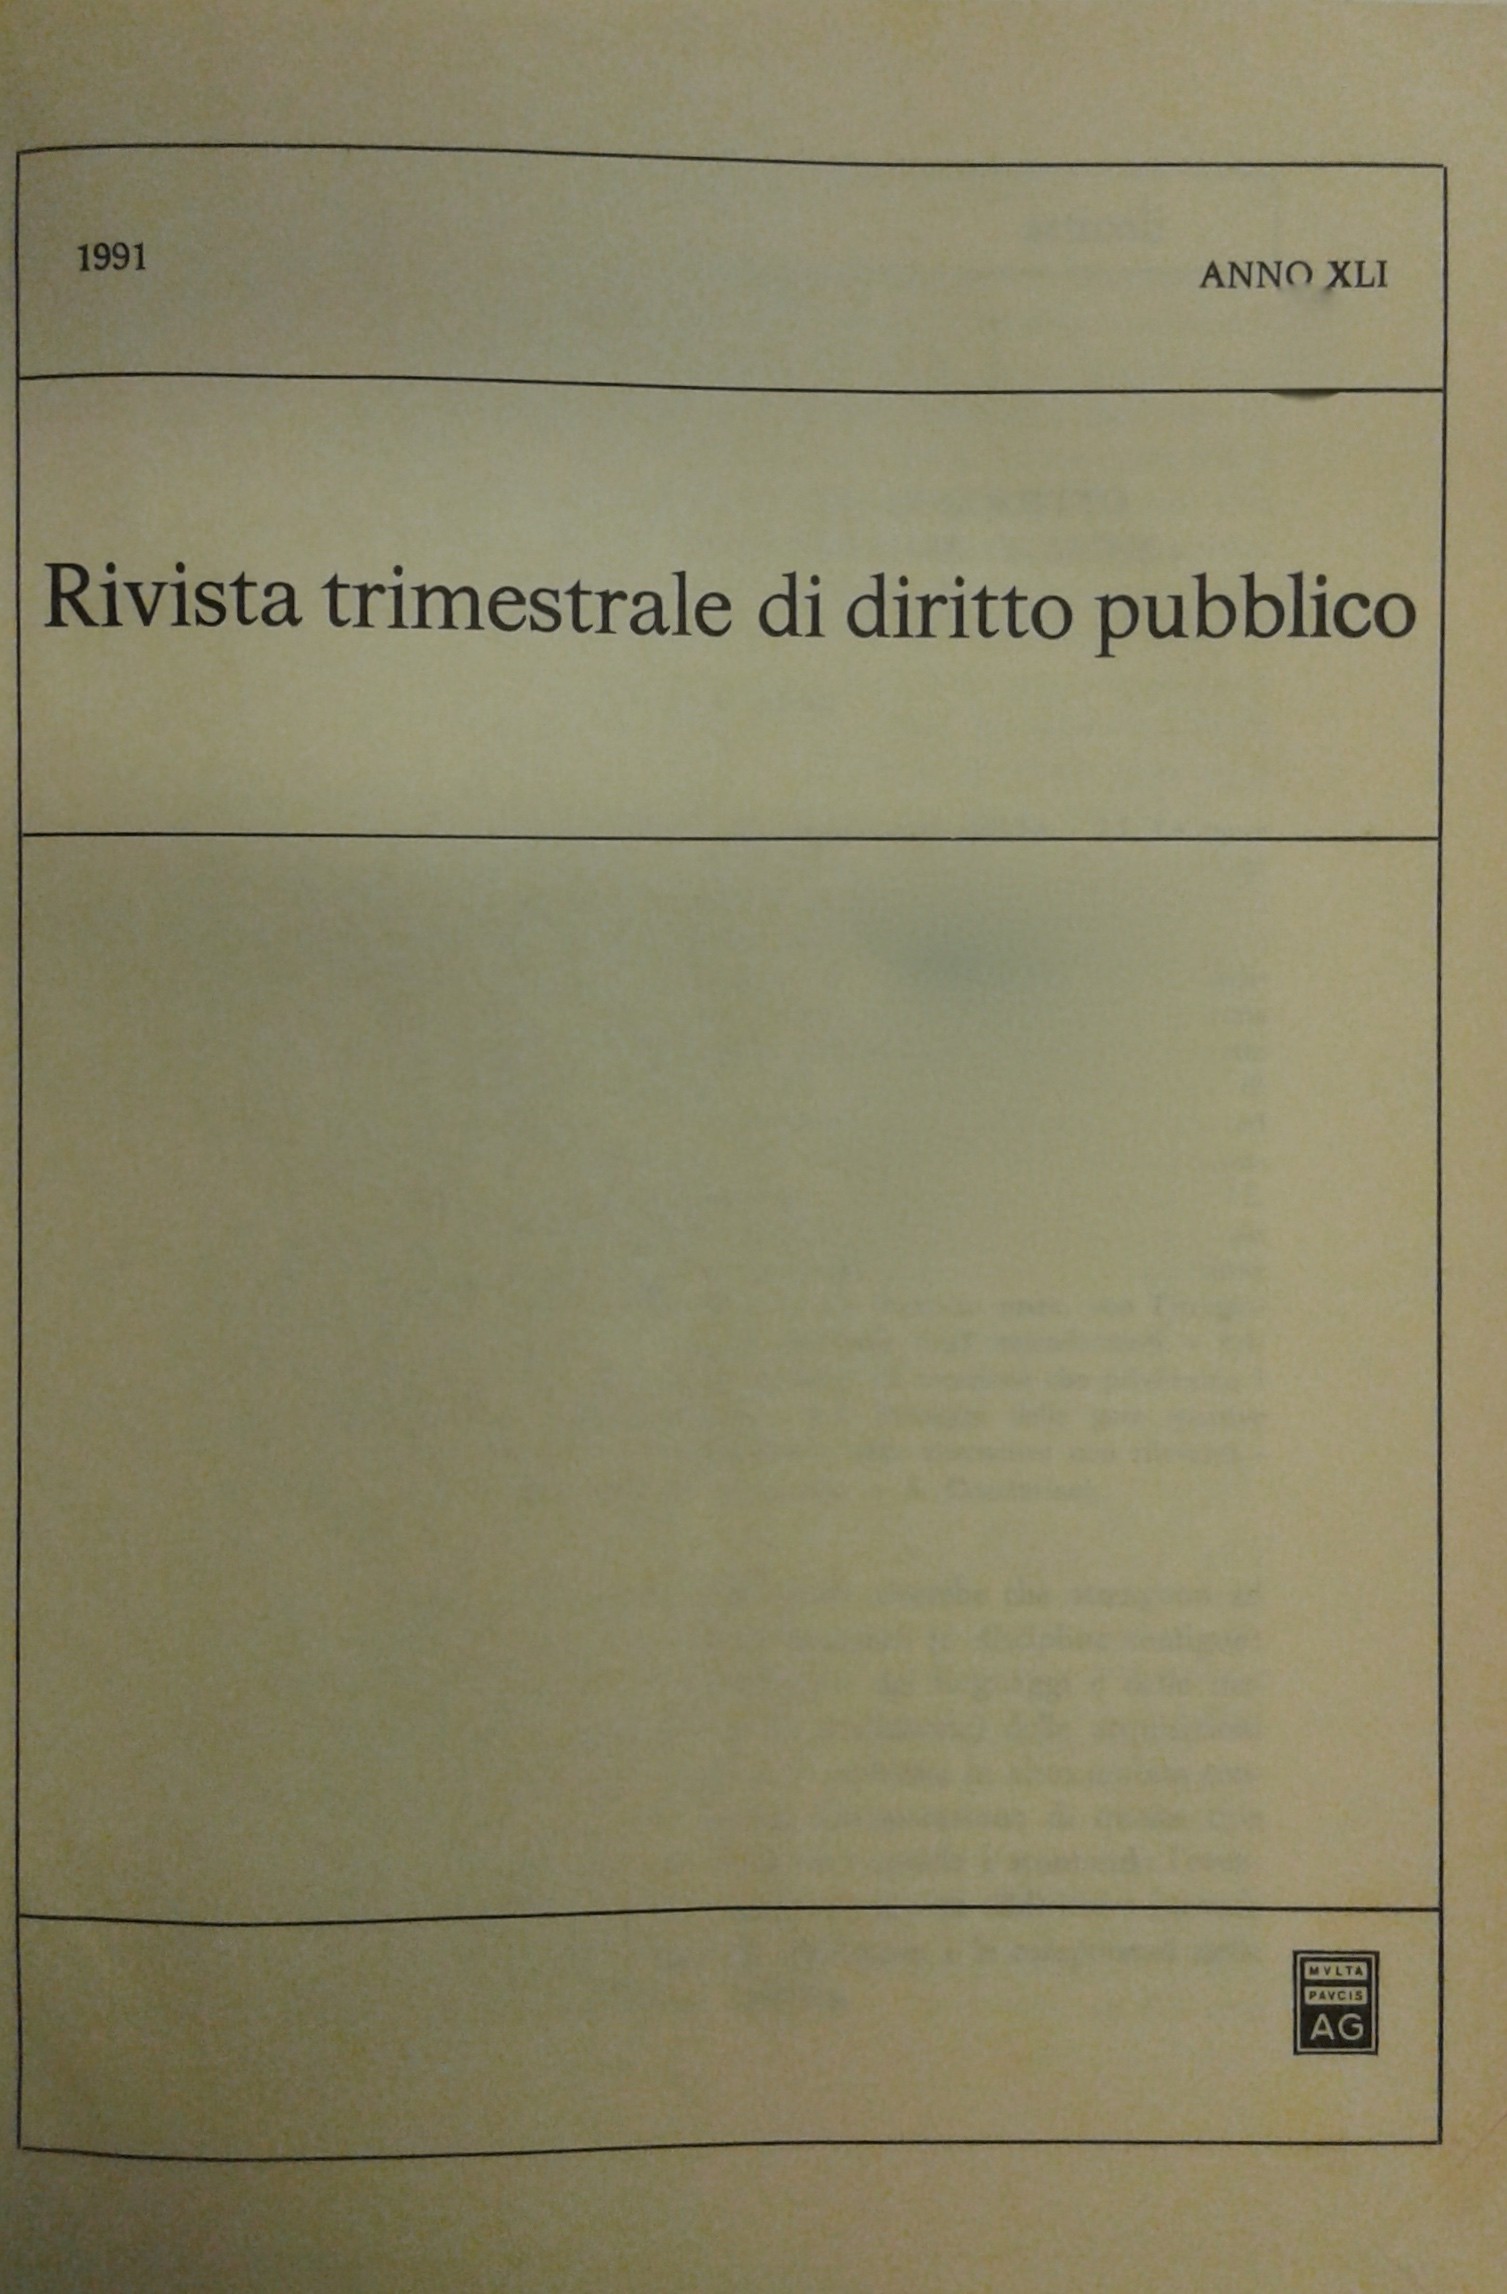 1991
ANNO XLI
Rivista trimestrale di diritto pubblico
MVLTA
PAVCIS
AG